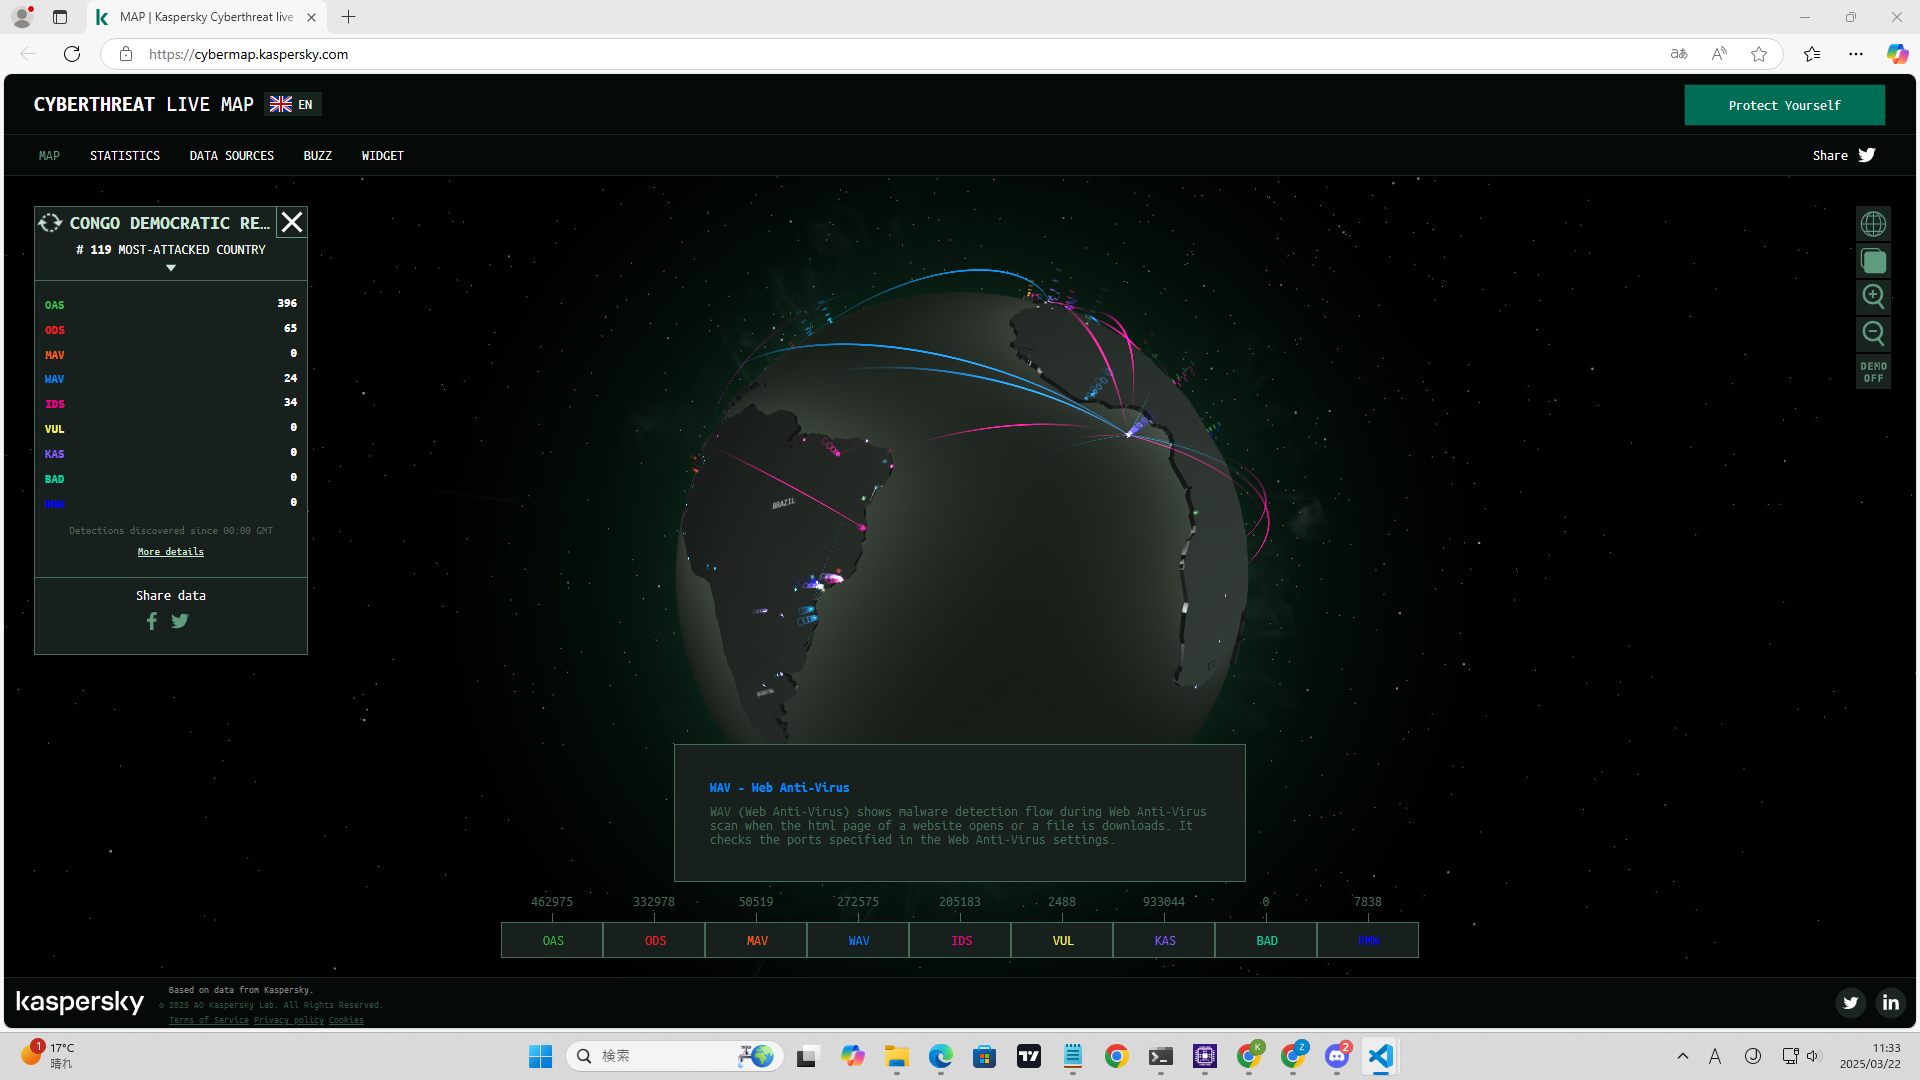 MAP | Kaspersky Cyberthreat live
https://cybermap.kaspersky.com
CYBERTHREAT LIVE MAP
EN
Protect Yourself
MAP
STATISTICS
DATA SOURCES
BUZZ
WIDGET
Share
CONGO DEMOCRATIC RE...
# 119 MOST-ATTACKED COUNTRY
OAS 396
ODS 65
MAV 0
WAV 24
IDS 34
VUL 0
KAS 0
BAD 0
RMW 0
Detections discovered since 00:00 GMT
More details
Share data
DEMO
OFF
BRAZIL
WAV - Web Anti-Virus
WAV (Web Anti-Virus) shows malware detection flow during Web Anti-Virus
scan when the html page of a website opens or a file is downloads. It
checks the ports specified in the Web Anti-Virus settings.
462975 332978 50519 272575 205183 2488 933044 0 7838
OAS ODS MAV WAV IDS VUL KAS BAD RMW
kaspersky
Based on data from Kaspersky.
© 2025 AO Kaspersky Lab. All Rights Reserved.
Terms of Service Privacy policy Cookies
1
17°C
晴れ
検索
K
Z
2
A
11:33
2025/03/22